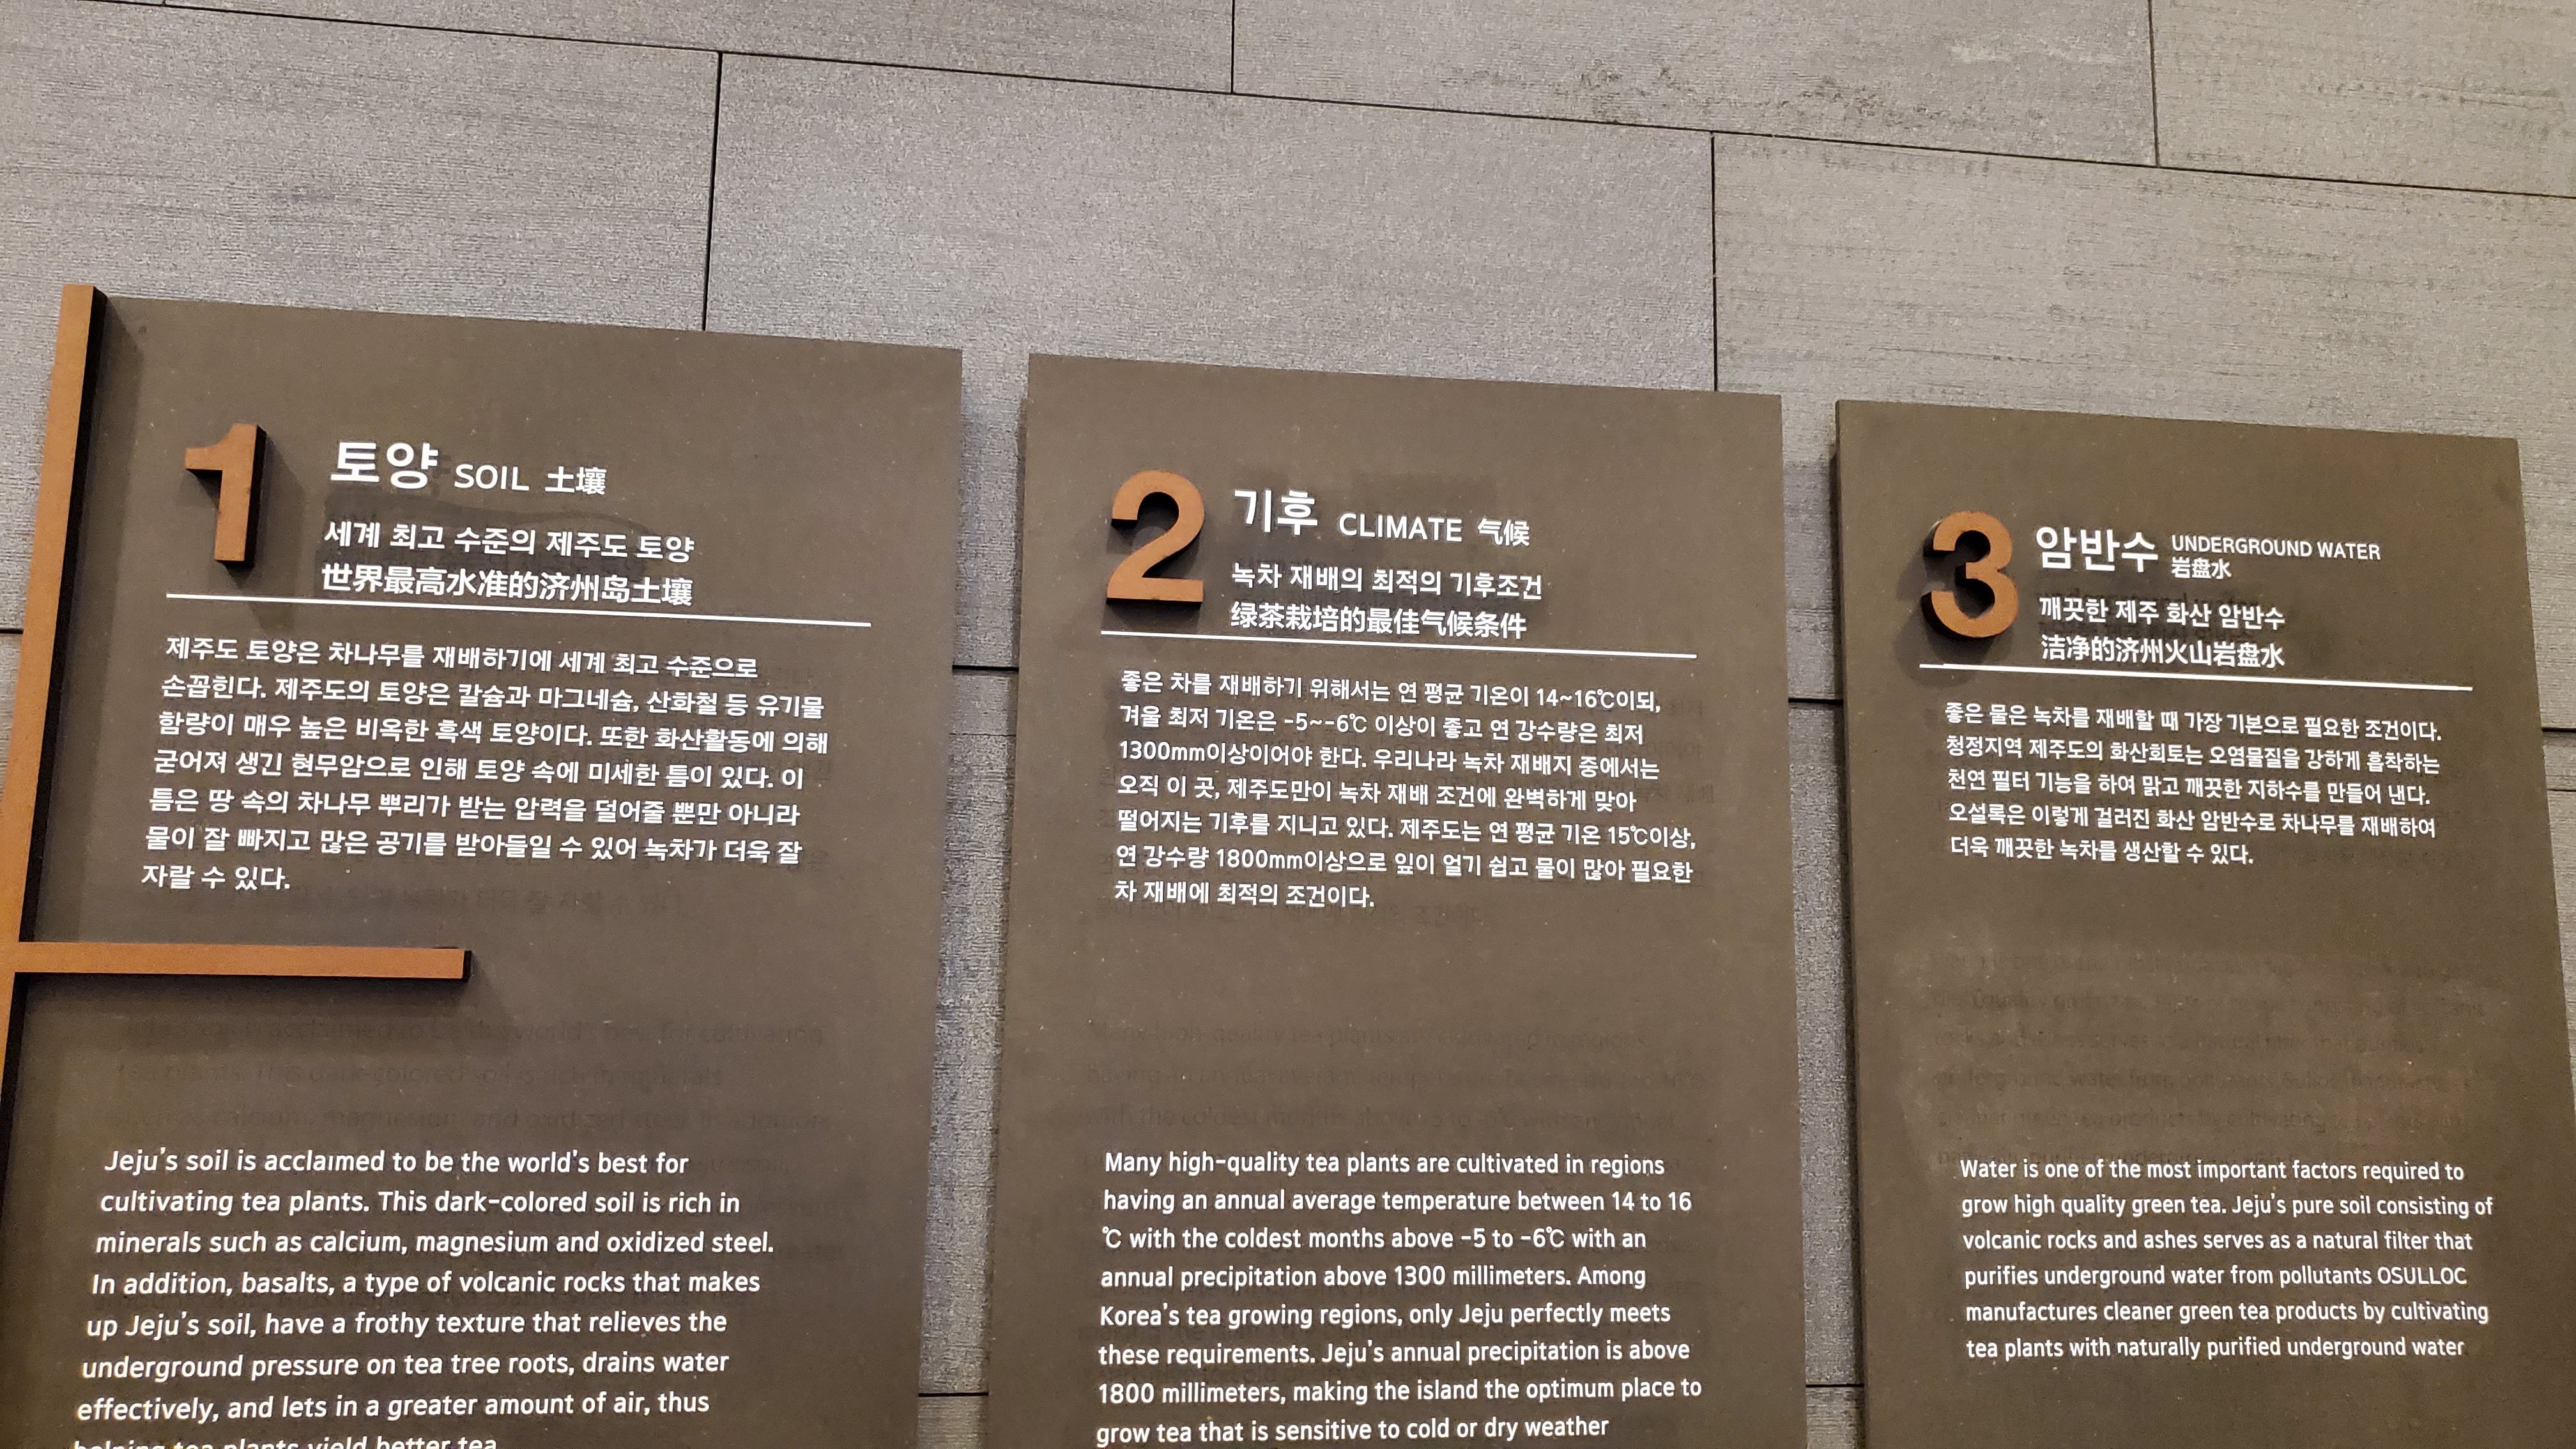 1
토양 SOIL 土壤
세계 최고 수준의 제주도 토양
世界最高水准的济州岛土壤
제주도 토양은 차나무를 재배하기에 세계 최고 수준으로
손꼽힌다. 제주도의 토양은 칼슘과 마그네슘, 산화철 등 유기물
함량이 매우 높은 비옥한 흑색 토양이다. 또한 화산활동에 의해
굳어져 생긴 현무암으로 인해 토양 속에 미세한 틈이 있다. 이
틈은 땅 속의 차나무 뿌리가 받는 압력을 덜어줄 뿐만 아니라
물이 잘 빠지고 많은 공기를 받아들일 수 있어 녹차가 더욱 잘
자랄 수 있다.
Jeju's soil is acclaımed to be the world's best for
cultivating tea plants. This dark-colored soil is rich in
minerals such as calcium, magnesium and oxidized steel.
In addition, basalts, a type of volcanic rocks that makes
up Jeju's soil, have a frothy texture that relieves the
underground pressure on tea tree roots, drains water
effectively, and lets in a greater amount of air, thus
helping tea plants yield better tea
2
기후 CLIMATE 气候
녹차 재배의 최적의 기후조건
绿茶栽培的最佳气候条件
좋은 차를 재배하기 위해서는 연 평균 기온이 14~16℃이되,
겨울 최저 기온은 -5~-6℃ 이상이 좋고 연 강수량은 최저
1300mm이상이어야 한다. 우리나라 녹차 재배지 중에서는
오직 이 곳, 제주도만이 녹차 재배 조건에 완벽하게 맞아
떨어지는 기후를 지니고 있다. 제주도는 연 평균 기온 15℃이상,
연 강수량 1800mm이상으로 잎이 얼기 쉽고 물이 많아 필요한
차 재배에 최적의 조건이다.
Many high-quality tea plants are cultivated in regions
having an annual average temperature between 14 to 16
℃ with the coldest months above -5 to -6℃ with an
annual precipitation above 1300 millimeters. Among
Korea's tea growing regions, only Jeju perfectly meets
these requirements. Jeju's annual precipitation is above
1800 millimeters, making the island the optimum place to
grow tea that is sensitive to cold or dry weather
3
암반수 UNDERGROUND WATER
岩盘水
깨끗한 제주 화산 암반수
洁净的济州火山岩盘水
좋은 물은 녹차를 재배할 때 가장 기본으로 필요한 조건이다.
청정지역 제주도의 화산회토는 오염물질을 강하게 흡착하는
천연 필터 기능을 하여 맑고 깨끗한 지하수를 만들어 낸다.
오설록은 이렇게 걸러진 화산 암반수로 차나무를 재배하여
더욱 깨끗한 녹차를 생산할 수 있다.
Water is one of the most important factors required to
grow high quality green tea. Jeju's pure soil consisting of
volcanic rocks and ashes serves as a natural filter that
purifies underground water from pollutants OSULLOC
manufactures cleaner green tea products by cultivating
tea plants with naturally purified underground water